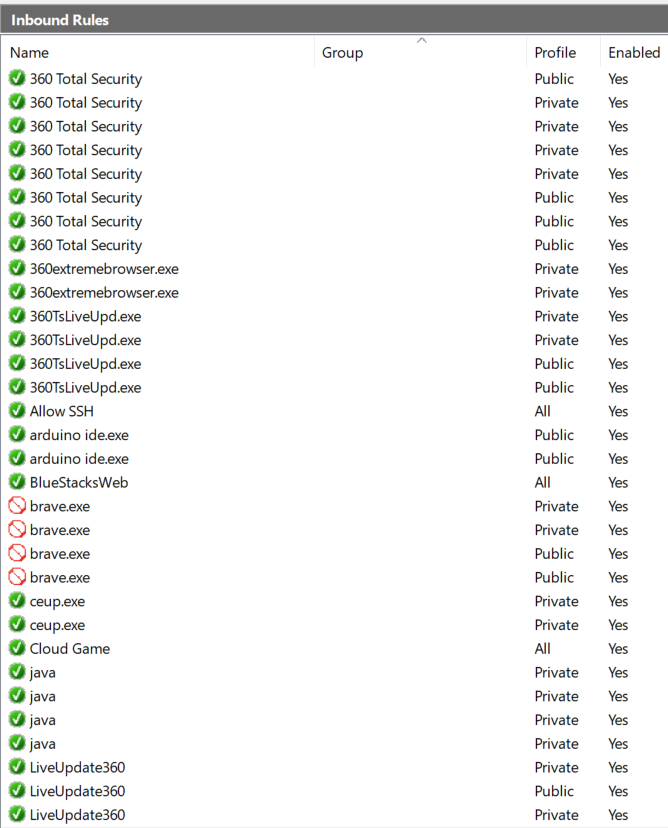 Inbound Rules
Name Group Profile Enabled
360 Total Security Public Yes
360 Total Security Private Yes
360 Total Security Private Yes
360 Total Security Private Yes
360 Total Security Private Yes
360 Total Security Public Yes
360 Total Security Public Yes
360 Total Security Public Yes
360extremebrowser.exe Private Yes
360extremebrowser.exe Private Yes
360TsLiveUpd.exe Private Yes
360TsLiveUpd.exe Private Yes
360TsLiveUpd.exe Public Yes
360TsLiveUpd.exe Public Yes
Allow SSH All Yes
arduino ide.exe Public Yes
arduino ide.exe Public Yes
BlueStacksWeb All Yes
brave.exe Private Yes
brave.exe Private Yes
brave.exe Public Yes
brave.exe Public Yes
ceup.exe Private Yes
ceup.exe Private Yes
Cloud Game All Yes
java Private Yes
java Private Yes
java Private Yes
java Private Yes
LiveUpdate360 Private Yes
LiveUpdate360 Public Yes
LiveUpdate360 Private Yes